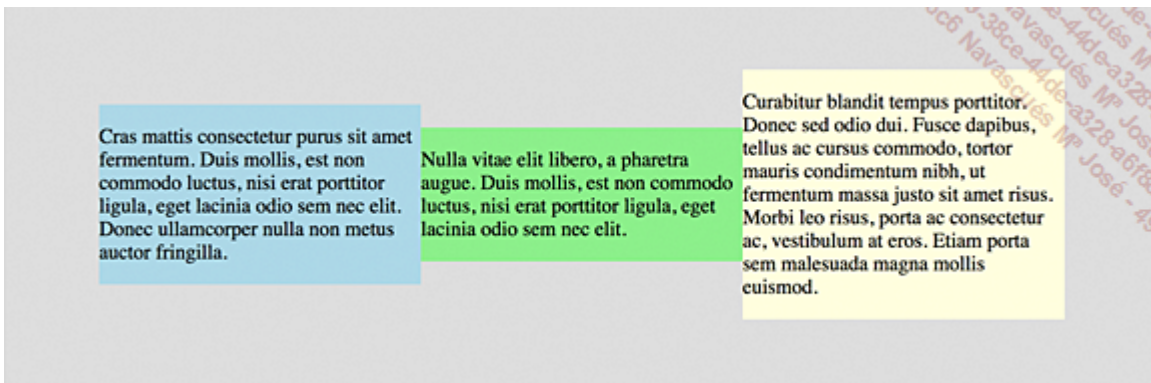 Cras mattis consectetur purus sit amet
fermentum. Duis mollis, est non
commodo luctus, nisi erat porttitor
ligula, eget lacinia odio sem nec elit.
Donec ullamcorper nulla non metus
auctor fringilla.
Nulla vitae elit libero, a pharetra
augue. Duis mollis, est non commodo
luctus, nisi erat porttitor ligula, eget
lacinia odio sem nec elit.
Curabitur blandit tempus porttitor.
Donec sed odio dui. Fusce dapibus,
tellus ac cursus commodo, tortor
mauris condimentum nibh, ut
fermentum massa justo sit amet risus.
Morbi leo risus, porta ac consectetur
ac, vestibulum at eros. Etiam porta
sem malesuada magna mollis
euismod.